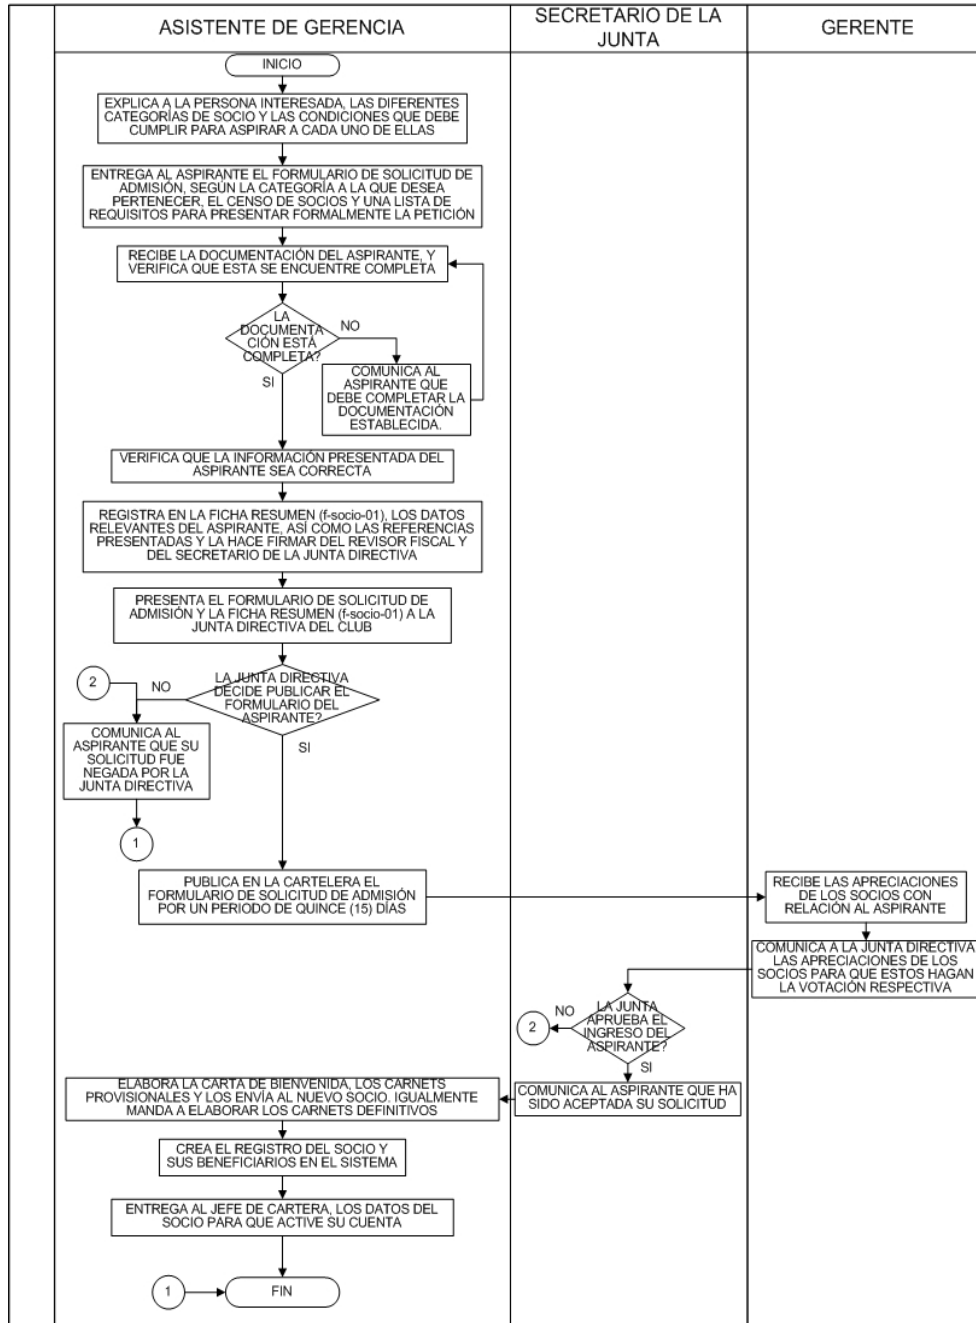 ASISTENTE DE GERENCIA
SECRETARIO DE LA
JUNTA
GERENTE
INICIO
EXPLICA A LA PERSONA INTERESADA, LAS DIFERENTES
CATEGORÍAS DE SOCIO Y LAS CONDICIONES QUE DEBE
CUMPLIR PARA ASPIRAR A CADA UNO DE ELLAS
ENTREGA AL ASPIRANTE EL FORMULARIO DE SOLICITUD DE
ADMISIÓN, SEGÚN LA CATEGORÍA A LA QUE DESEA
PERTENECER, EL CENSO DE SOCIOS Y UNA LISTA DE
REQUISITOS PARA PRESENTAR FORMALMENTE LA PETICIÓN
RECIBE LA DOCUMENTACIÓN DEL ASPIRANTE, Y
VERIFICA QUE ESTA SE ENCUENTRE COMPLETA
LA
DOCUMENTA
CIÓN ESTÁ
COMPLETA?
NO
SI
COMUNICA AL
ASPIRANTE QUE
DEBE COMPLETAR LA
DOCUMENTACIÓN
ESTABLECIDA.
VERIFICA QUE LA INFORMACIÓN PRESENTADA DEL
ASPIRANTE SEA CORRECTA
REGISTRA EN LA FICHA RESUMEN (f-socio-01), LOS DATOS
RELEVANTES DEL ASPIRANTE, ASÍ COMO LAS REFERENCIAS
PRESENTADAS Y LA HACE FIRMAR DEL REVISOR FISCAL Y
DEL SECRETARIO DE LA JUNTA DIRECTIVA
PRESENTA EL FORMULARIO DE SOLICITUD DE
ADMISIÓN Y LA FICHA RESUMEN (f-socio-01) A LA
JUNTA DIRECTIVA DEL CLUB
LA JUNTA DIRECTIVA
DECIDE PUBLICAR EL
FORMULARIO DEL
ASPIRANTE?
NO
2
SI
COMUNICA AL
ASPIRANTE QUE SU
SOLICITUD FUE
NEGADA POR LA
JUNTA DIRECTIVA
1
PUBLICA EN LA CARTELERA EL
FORMULARIO DE SOLICITUD DE ADMISIÓN
POR UN PERIODO DE QUINCE (15) DÍAS
RECIBE LAS APRECIACIONES
DE LOS SOCIOS CON
RELACIÓN AL ASPIRANTE
COMUNICA A LA JUNTA DIRECTIVA
LAS APRECIACIONES DE LOS
SOCIOS PARA QUE ESTOS HAGAN
LA VOTACIÓN RESPECTIVA
LA JUNTA
APRUEBA EL
INGRESO DEL
ASPIRANTE?
NO
2
SI
COMUNICA AL ASPIRANTE QUE HA
SIDO ACEPTADA SU SOLICITUD
ELABORA LA CARTA DE BIENVENIDA, LOS CARNETS
PROVISIONALES Y LOS ENVÍA AL NUEVO SOCIO. IGUALMENTE
MANDA A ELABORAR LOS CARNETS DEFINITIVOS
CREA EL REGISTRO DEL SOCIO Y
SUS BENEFICIARIOS EN EL SISTEMA
ENTREGA AL JEFE DE CARTERA, LOS DATOS DEL
SOCIO PARA QUE ACTIVE SU CUENTA
1
FIN